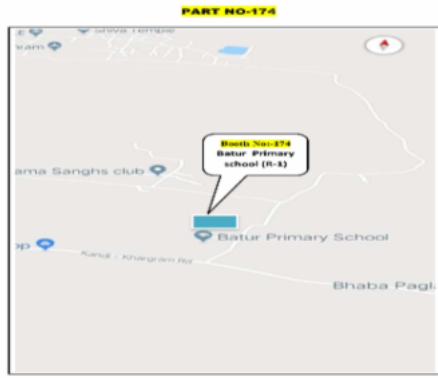 PART NO-174
Shiva Temple
Booth No:-174
Batur Primary
school (R-1)
ama Sanghs club
Batur Primary School
op
Kandi - Khargram Rd
Bhaba Pagl